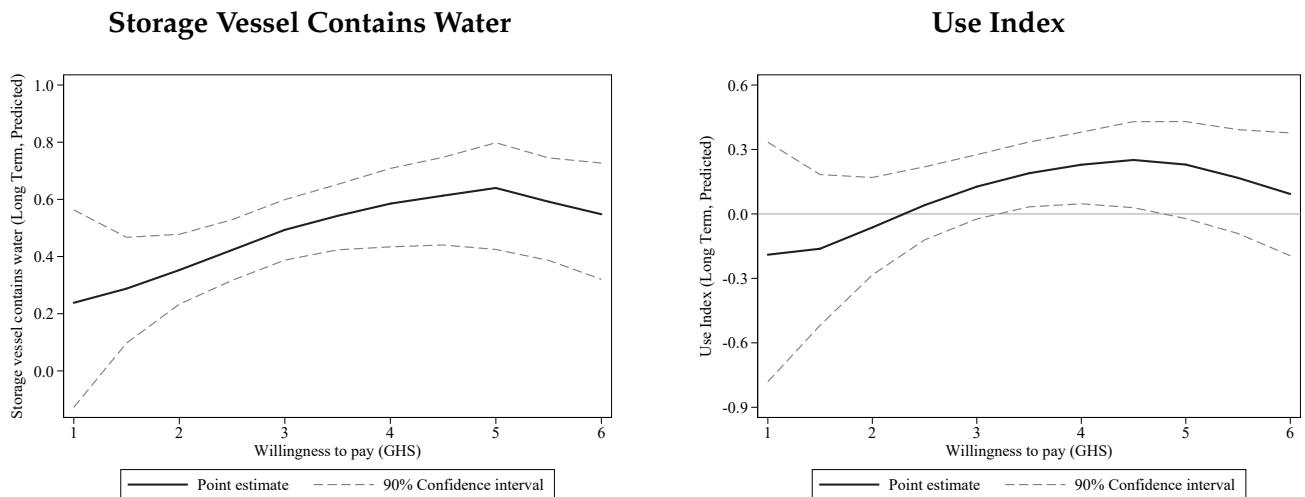 Storage Vessel Contains Water
Storage vessel contains water (Long Term, Predicted)
1.0
0.8
0.6
0.4
0.2
0.0
1 2 3 4 5 6
Willingness to pay (GHS)
Point estimate 90% Confidence interval
Use Index
Use Index (Long Term, Predicted)
0.6
0.3
0.0
-0.3
-0.6
-0.9
1 2 3 4 5 6
Willingness to pay (GHS)
Point estimate 90% Confidence interval